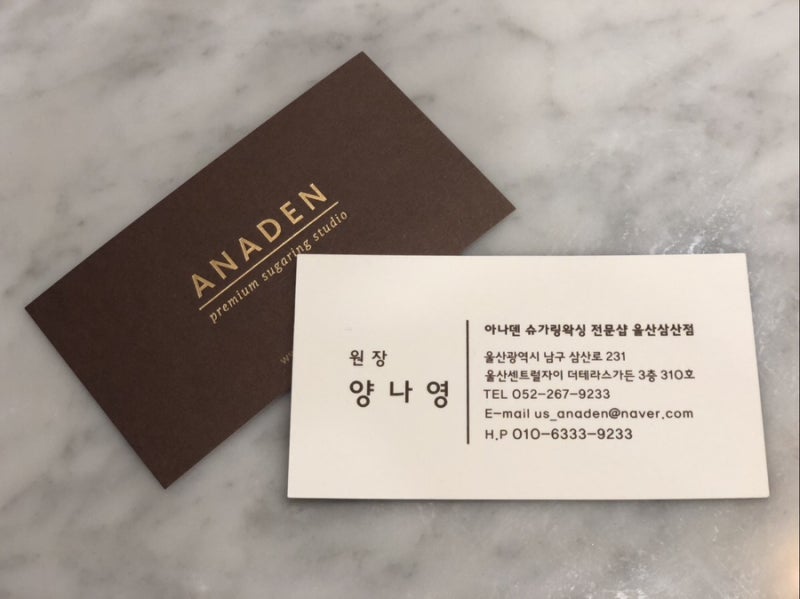 ANADEN
premium sugaring studio
원장
양나영
아나덴 슈가링왁싱 전문샵 울산삼산점
울산광역시 남구 삼산로 231
울산센트럴자이 더테라스가든 3층 310호
TEL 052-267-9233
E-mail us_anaden@naver.com
H.P 010-6333-9233